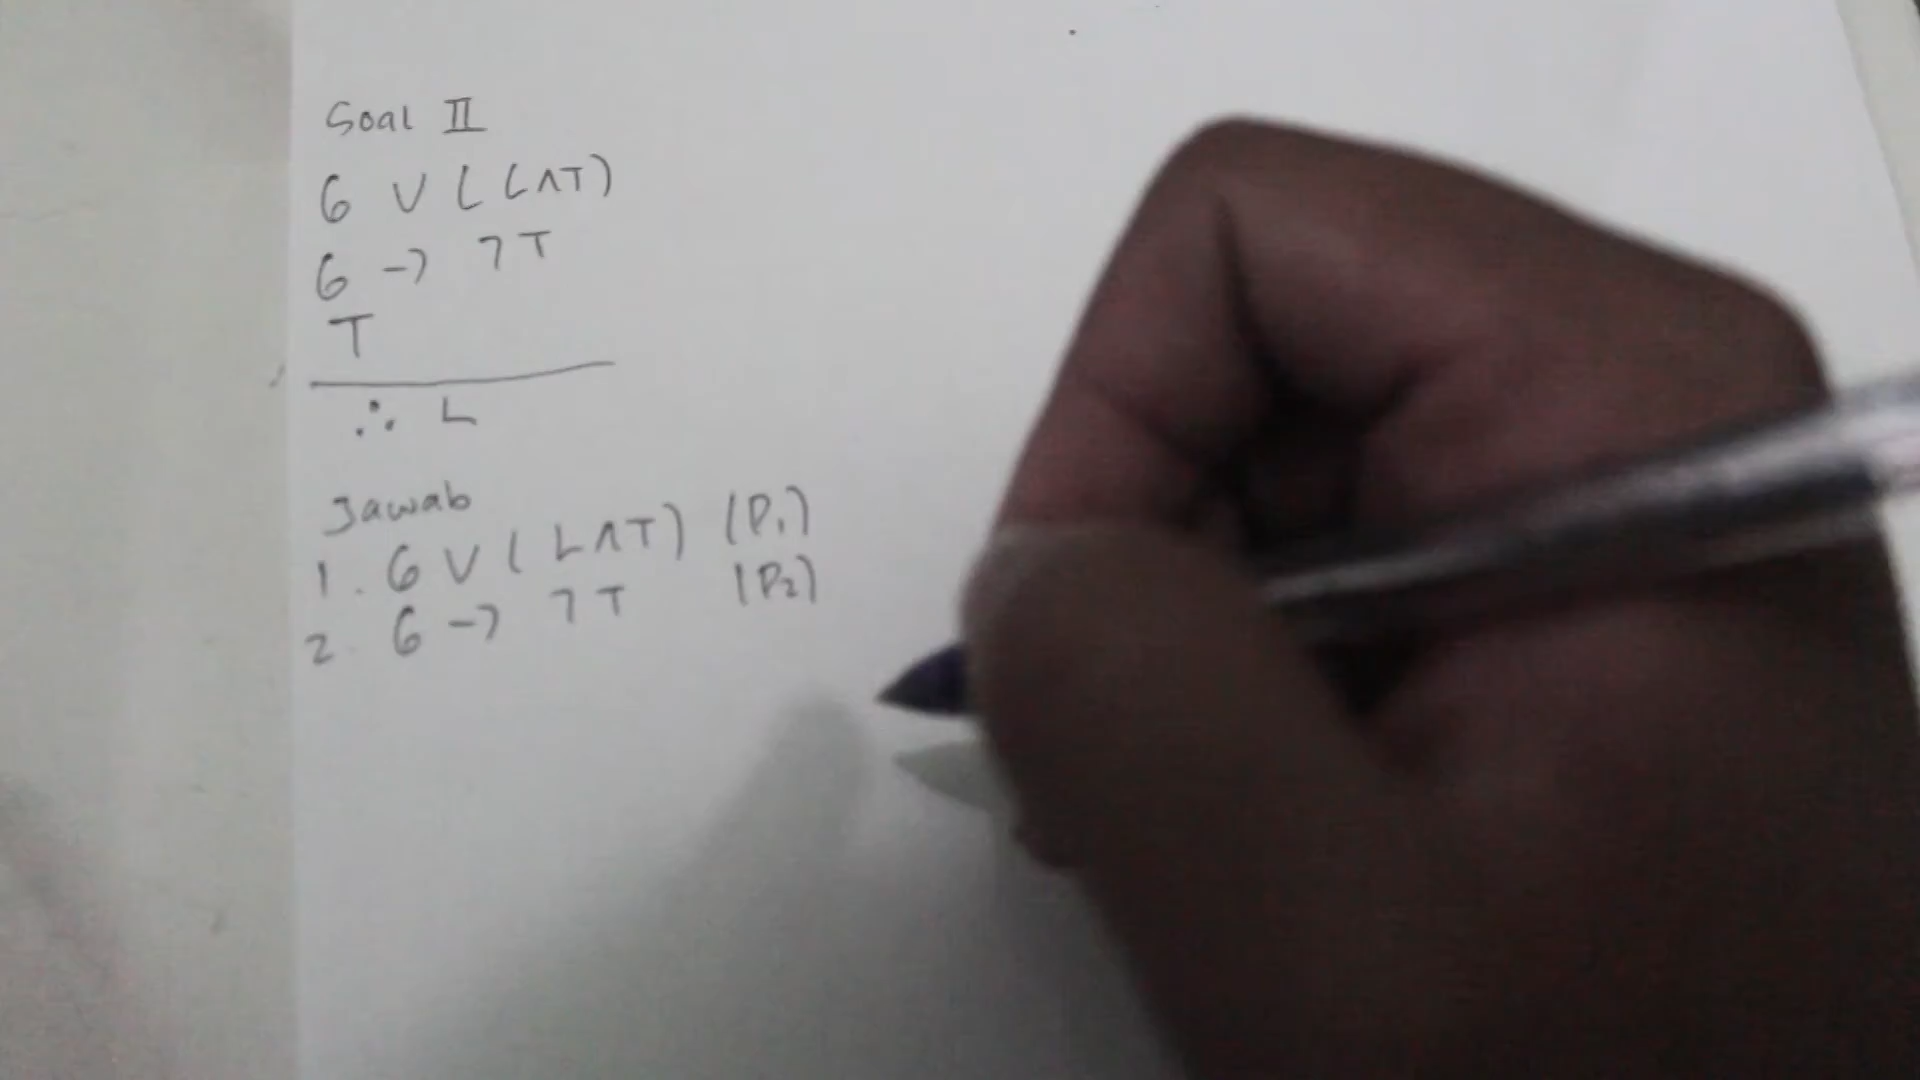 Soal II
G ∨ (L ∧ T)
G → ¬T
T
∴ L
Jawab
1. G ∨ (L ∧ T) (P₁)
2. G → ¬T (P₂)